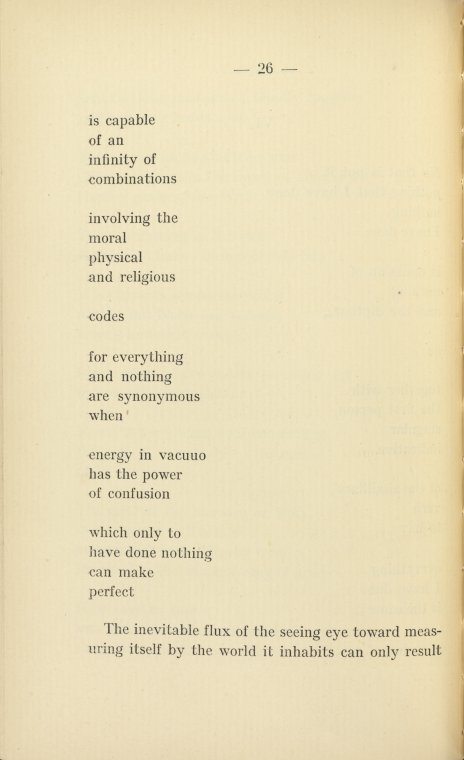 — 26 —
is capable
of an
infinity of
combinations
involving the
moral
physical
and religious
codes
for everything
and nothing
are synonymous
when
energy in vacuuo
has the power
of confusion
which only to
have done nothing
can make
perfect
The inevitable flux of the seeing eye toward meas-
uring itself by the world it inhabits can only result